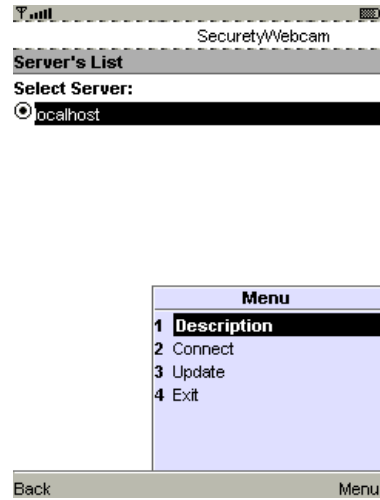 SecuretyWebcam
Server's List
Select Server:
localhost
Menu
1 Description
2 Connect
3 Update
4 Exit
Back Menu